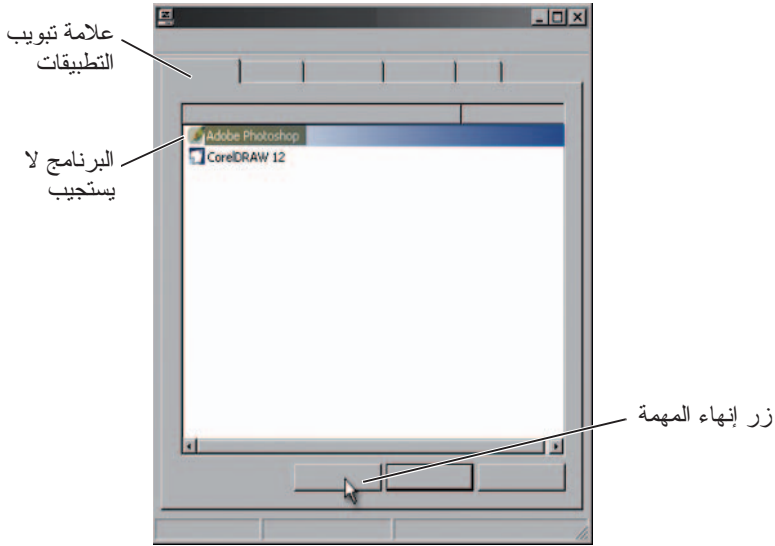 علامة تبويب
التطبيقات
Adobe Photoshop
CorelDRAW 12
البرنامج لا
يستجيب
زر إنهاء المهمة